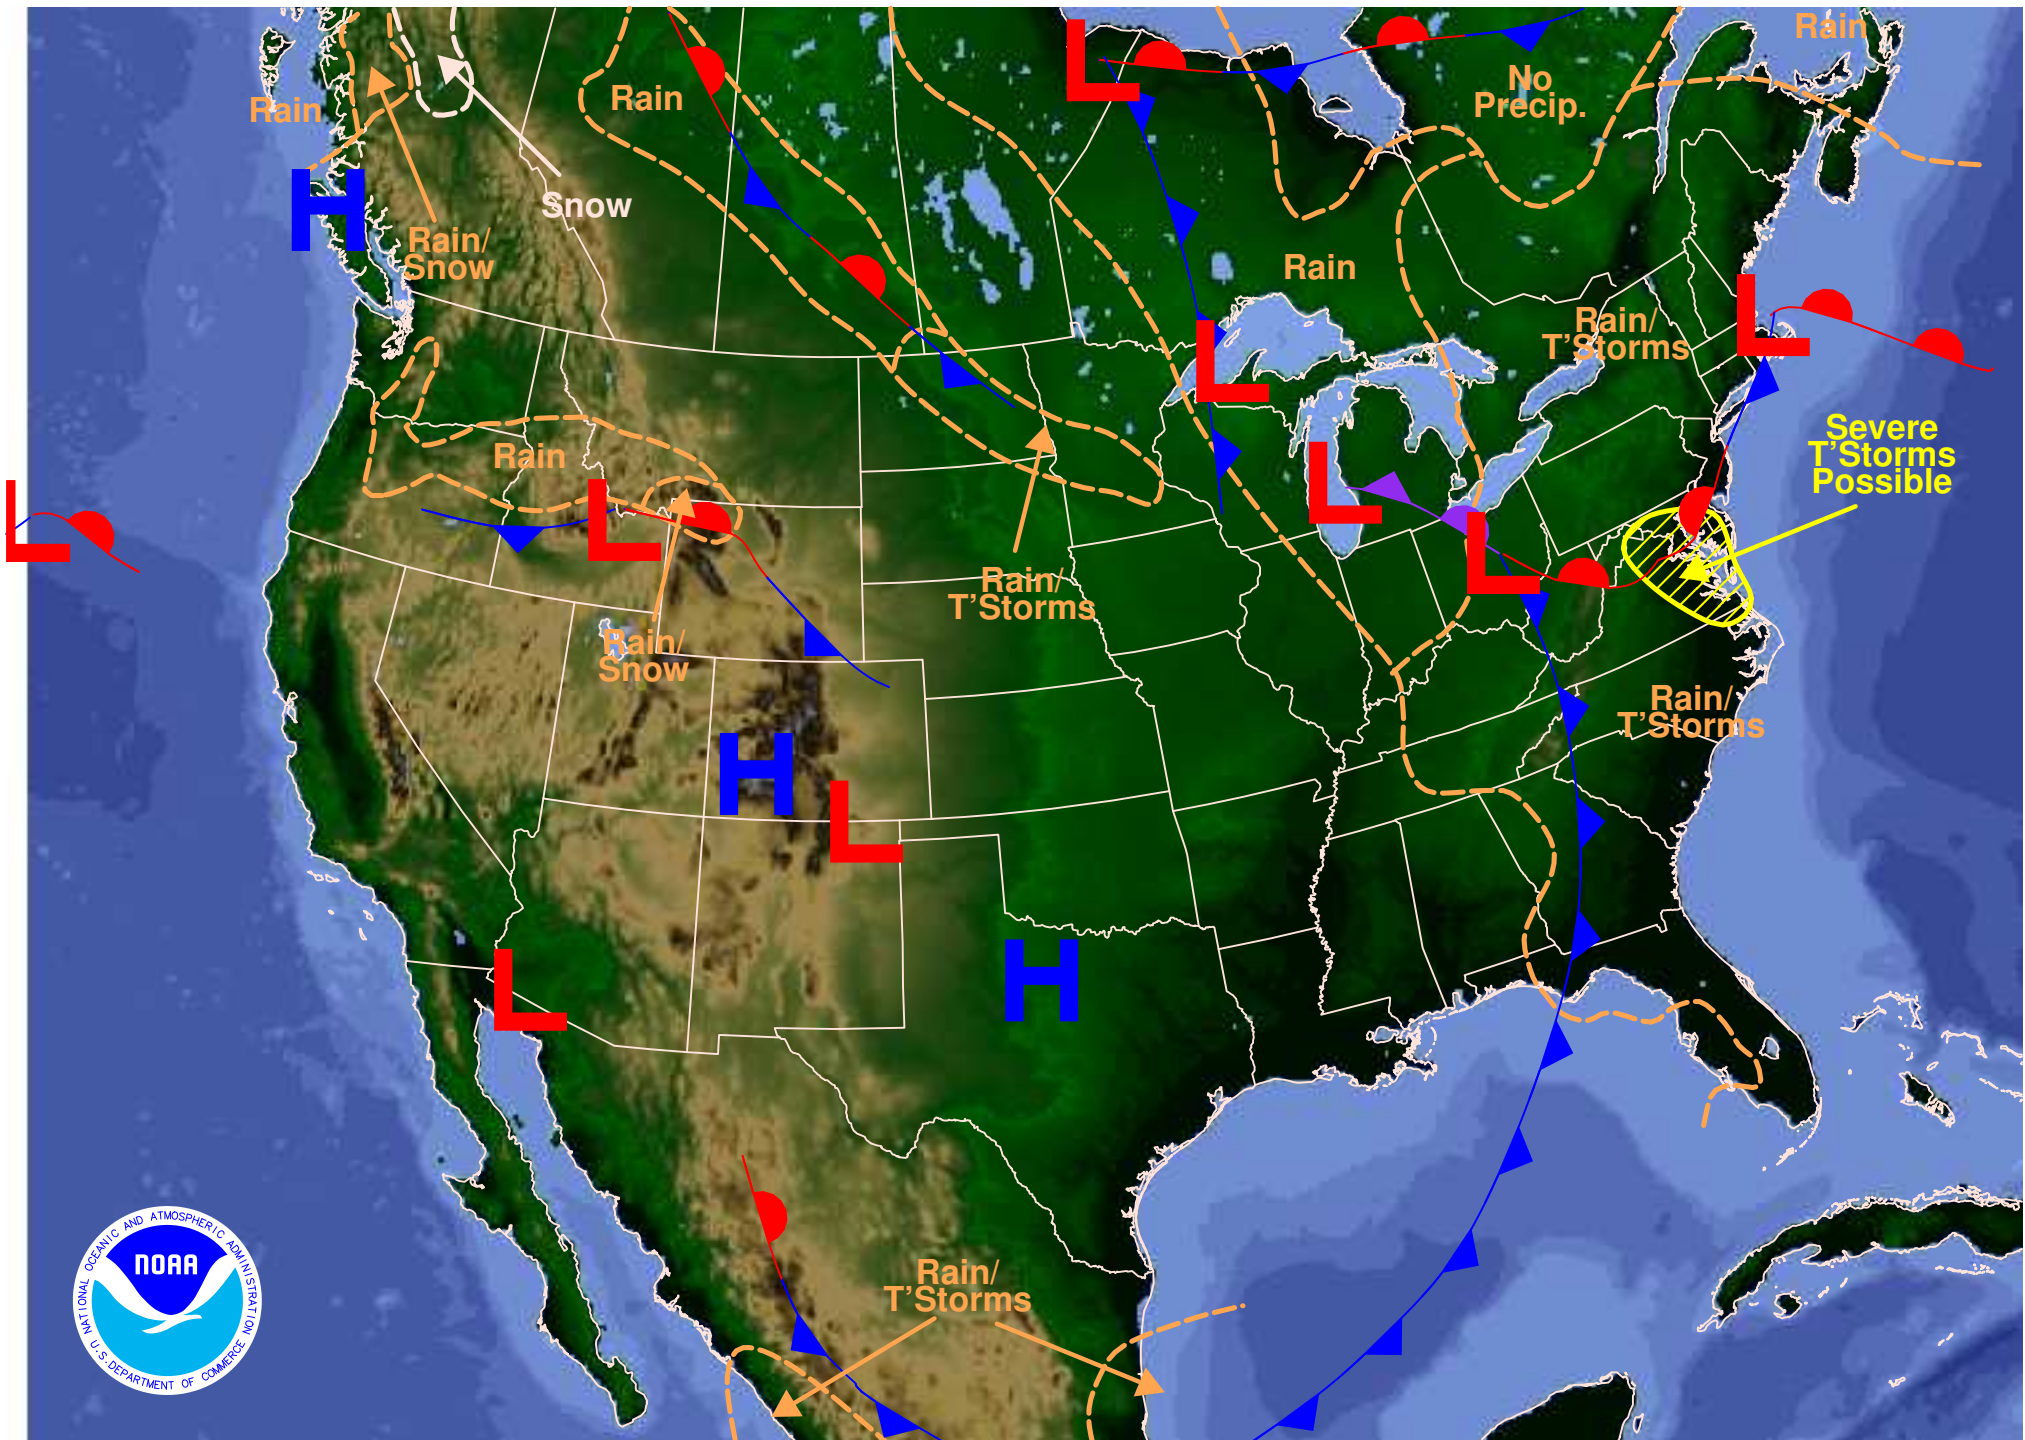 Rain
No
Precip.
Rain
Rain
Snow
Rain/
Snow
Rain
Rain/
T'Storms
Severe
T'Storms
Possible
Rain
Rain/
T'Storms
Rain/
Snow
Rain/
T'Storms
Rain/
T'Storms
H
H
H
L
L
L
L
L
L
L
L
L
L
NATIONAL OCEANIC AND ATMOSPHERIC ADMINISTRATION
NOAA
U.S. DEPARTMENT OF COMMERCE